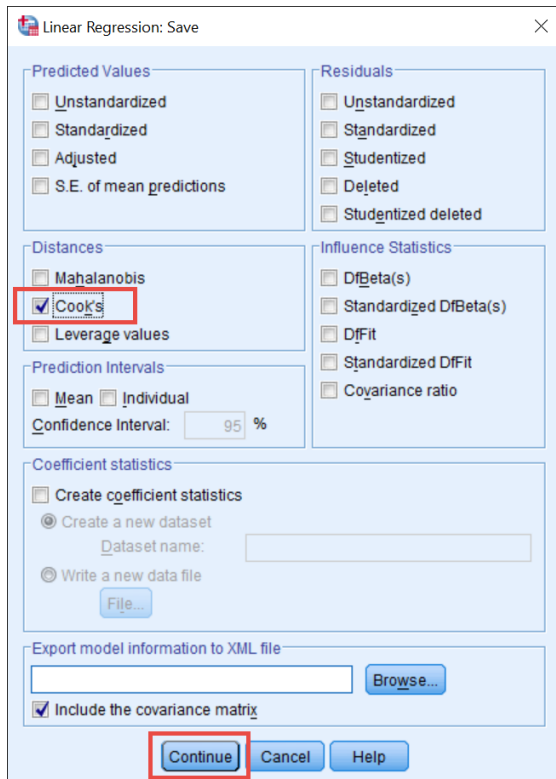 Linear Regression: Save
Predicted Values
Unstandardized
Standardized
Adjusted
S.E. of mean predictions
Residuals
Unstandardized
Standardized
Studentized
Deleted
Studentized deleted
Distances
Mahalanobis
Cook's
Leverage values
Influence Statistics
DfBeta(s)
Standardized DfBeta(s)
DfFit
Standardized DfFit
Covariance ratio
Prediction Intervals
Mean Individual
Confidence Interval: 95 %
Coefficient statistics
Create coefficient statistics
Create a new dataset
Dataset name:
Write a new data file
File...
Export model information to XML file
Browse...
Include the covariance matrix
Continue Cancel Help